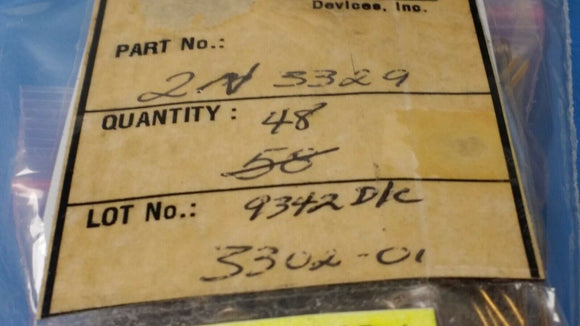 Devices, Inc.
PART No.:
2N 3329
QUANTITY: 48
58
LOT No.: 9342 D/C
3302-01